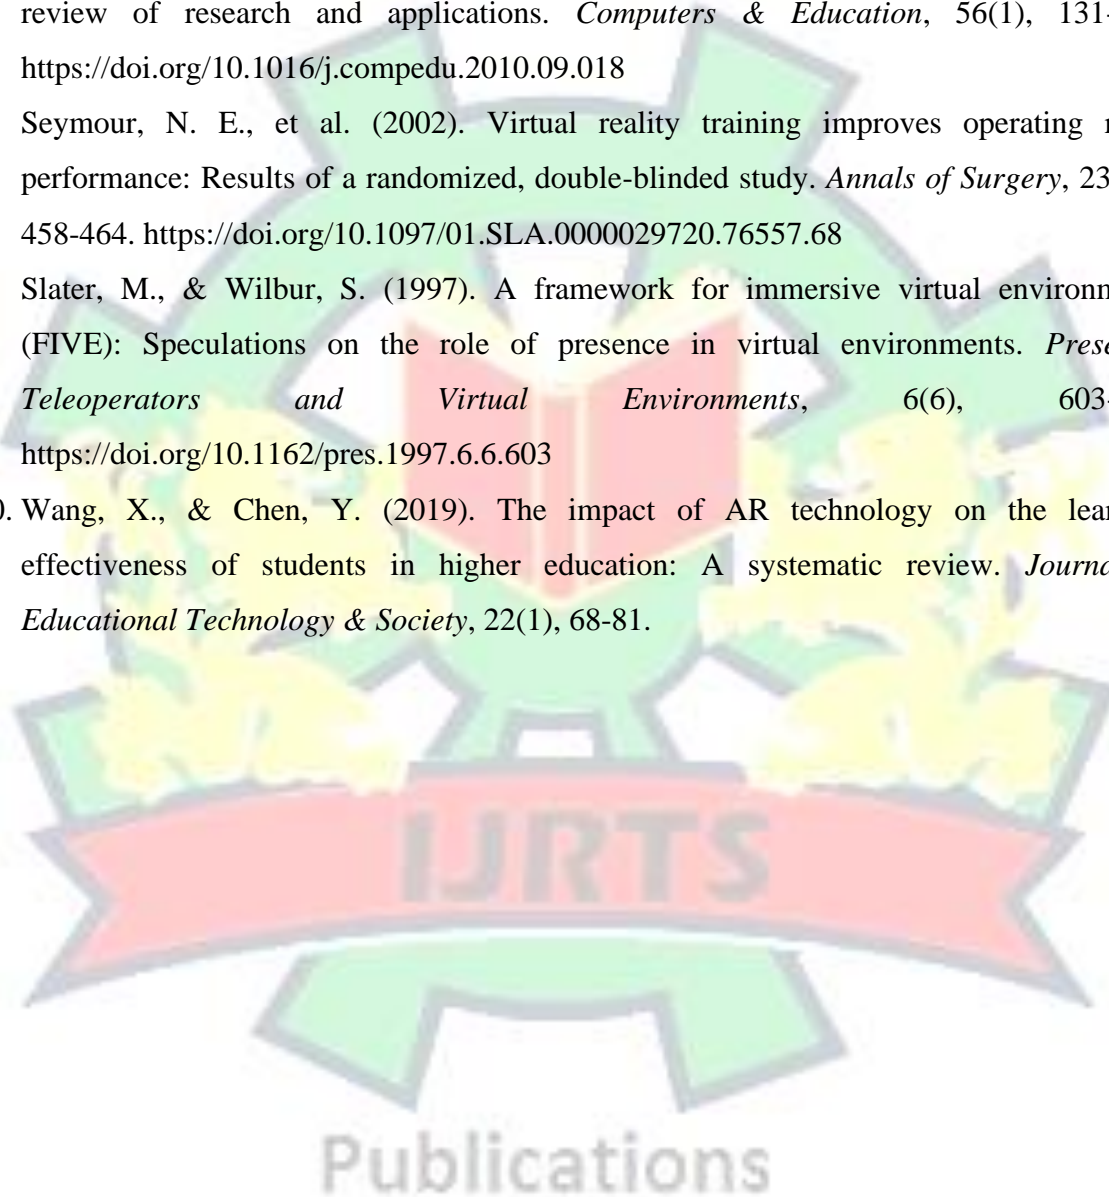 review of research and applications. Computers & Education, 56(1), 131-
https://doi.org/10.1016/j.compedu.2010.09.018
Seymour, N. E., et al. (2002). Virtual reality training improves operating
performance: Results of a randomized, double-blinded study. Annals of Surgery, 23
458-464. https://doi.org/10.1097/01.SLA.0000029720.76557.68
Slater, M., & Wilbur, S. (1997). A framework for immersive virtual environm
(FIVE): Speculations on the role of presence in virtual environments. Prese
Teleoperators and Virtual Environments, 6(6), 603-
https://doi.org/10.1162/pres.1997.6.6.603
0. Wang, X., & Chen, Y. (2019). The impact of AR technology on the lear
effectiveness of students in higher education: A systematic review. Journa
Educational Technology & Society, 22(1), 68-81.
IJRTS
Publications